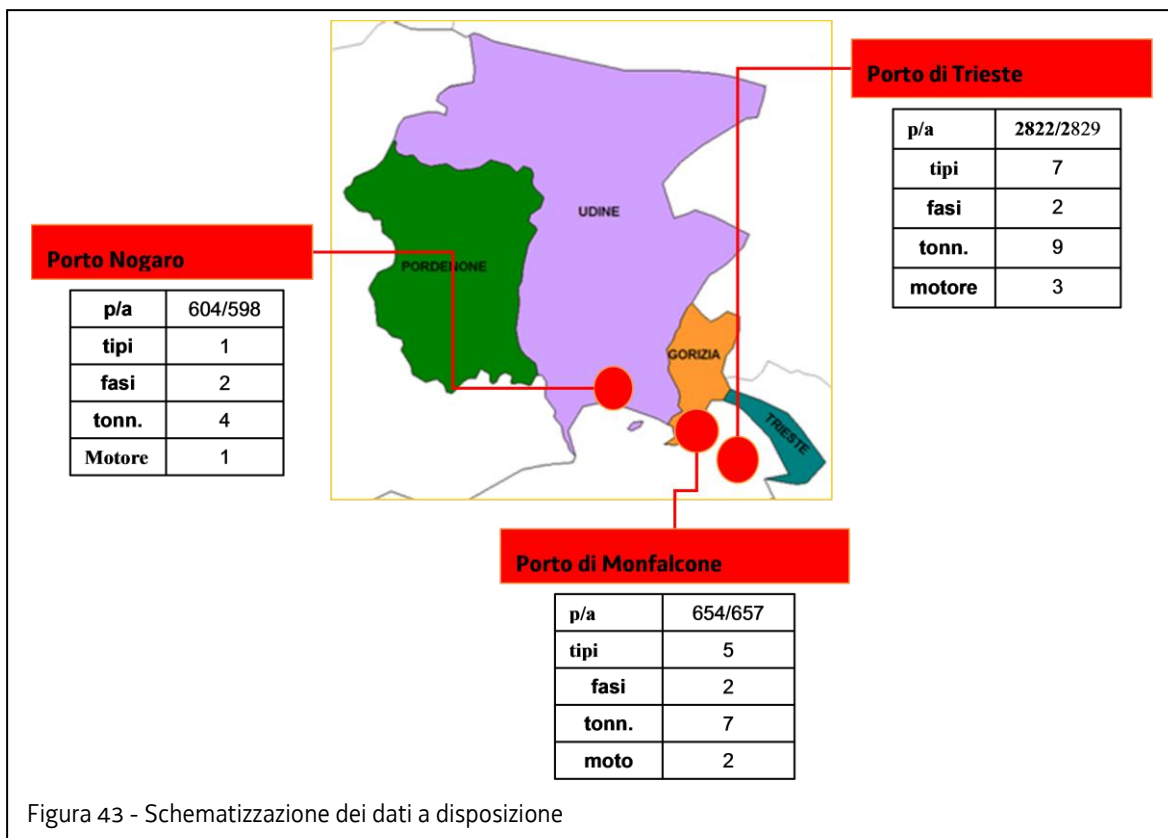 Porto di Trieste
p/a 2822/2829
tipi 7
fasi 2
tonn. 9
motore 3
UDINE
PORDENONE
GORIZIA
TRIESTE
Porto Nogaro
p/a 604/598
tipi 1
fasi 2
tonn. 4
Motore 1
Porto di Monfalcone
p/a 654/657
tipi 5
fasi 2
tonn. 7
moto 2
Figura 43 - Schematizzazione dei dati a disposizione